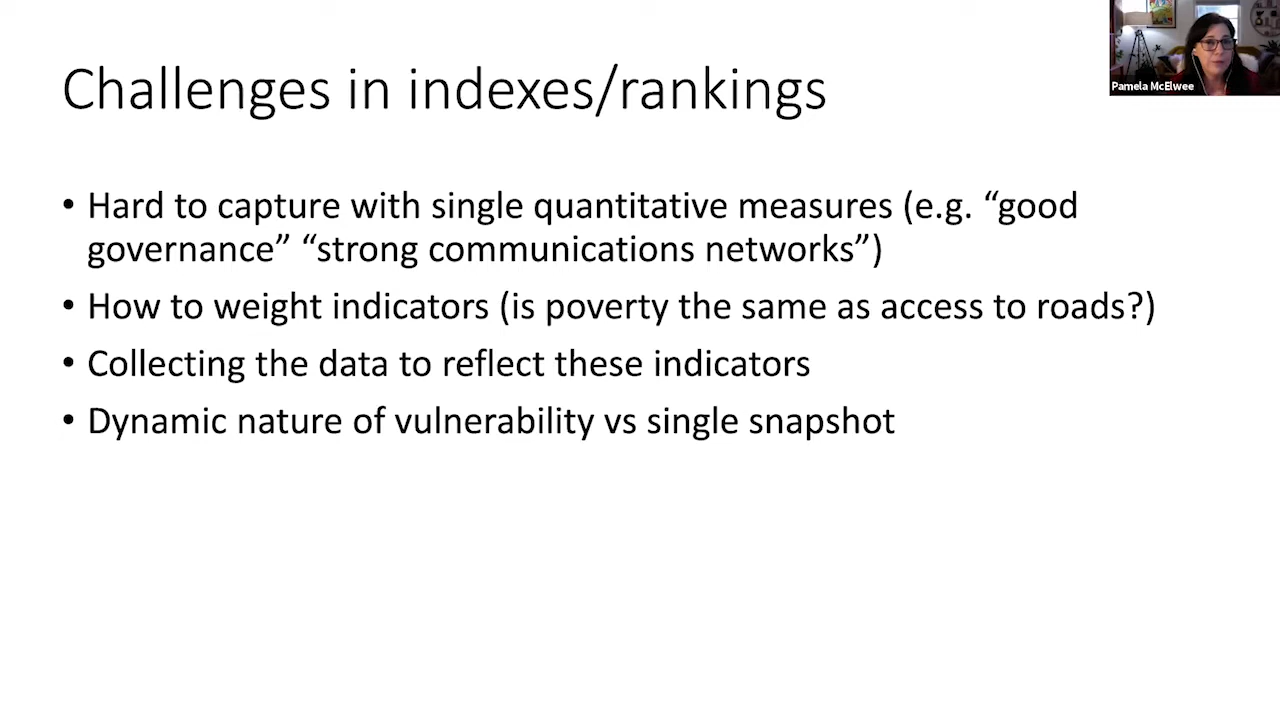 Challenges in indexes/rankings
Pamela McElwee
• Hard to capture with single quantitative measures (e.g. “good
governance” “strong communications networks”)
• How to weight indicators (is poverty the same as access to roads?)
• Collecting the data to reflect these indicators
• Dynamic nature of vulnerability vs single snapshot